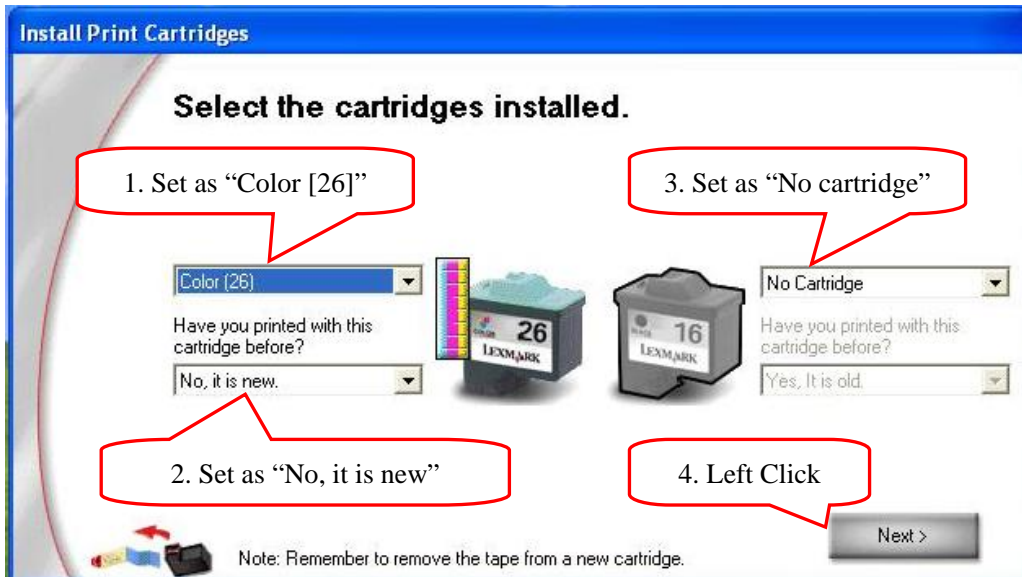 Install Print Cartridges
Select the cartridges installed.
1. Set as “Color [26]”
3. Set as “No cartridge”
Color (26)
No Cartridge
Have you printed with this
cartridge before?
No, it is new.
26
LEXMARK
16
LEXMARK
Have you printed with this
cartridge before?
Yes, It is old.
2. Set as “No, it is new”
4. Left Click
Next >
Note: Remember to remove the tape from a new cartridge.